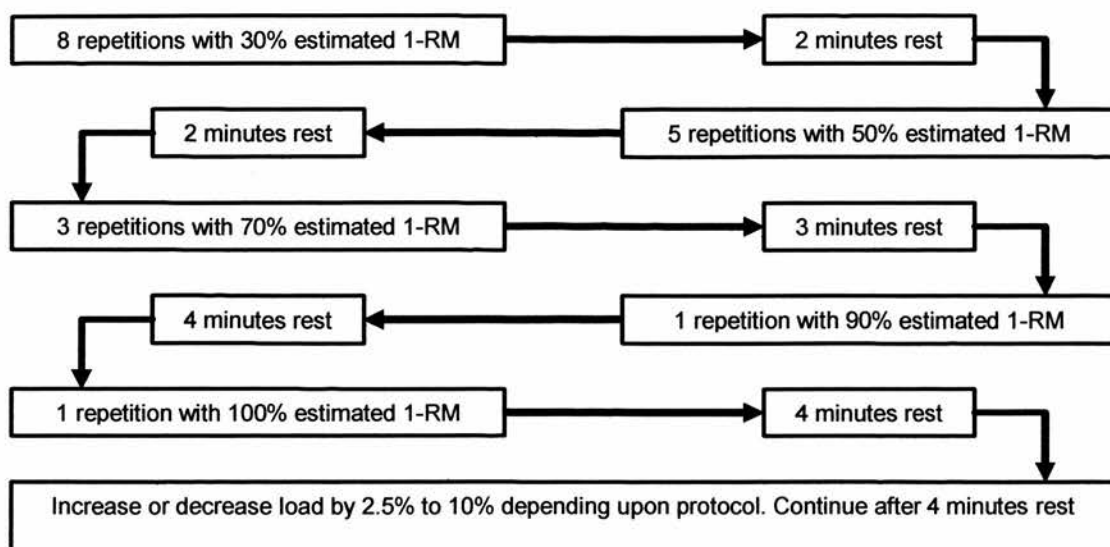 8 repetitions with 30% estimated 1-RM
2 minutes rest
5 repetitions with 50% estimated 1-RM
2 minutes rest
3 repetitions with 70% estimated 1-RM
3 minutes rest
1 repetition with 90% estimated 1-RM
4 minutes rest
1 repetition with 100% estimated 1-RM
4 minutes rest
Increase or decrease load by 2.5% to 10% depending upon protocol. Continue after 4 minutes rest